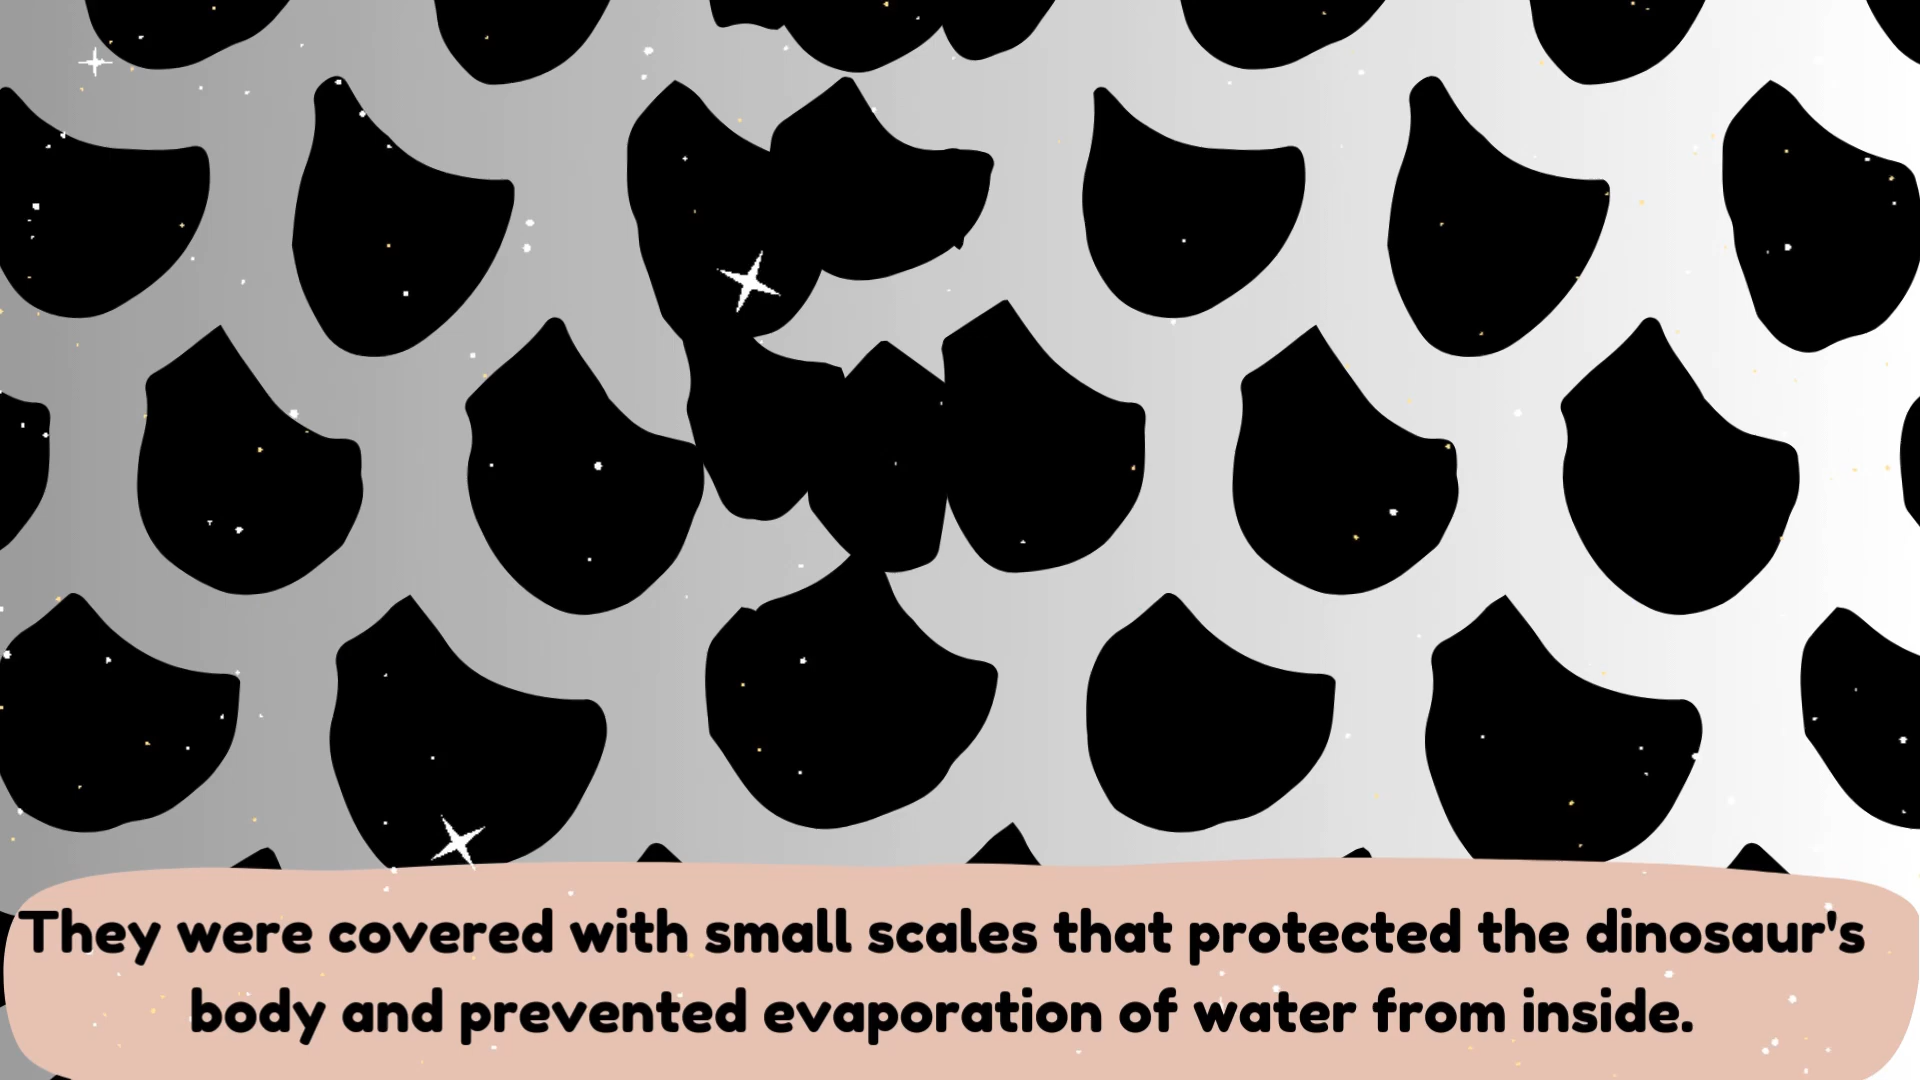 They were covered with small scales that protected the dinosaur's
body and prevented evaporation of water from inside.